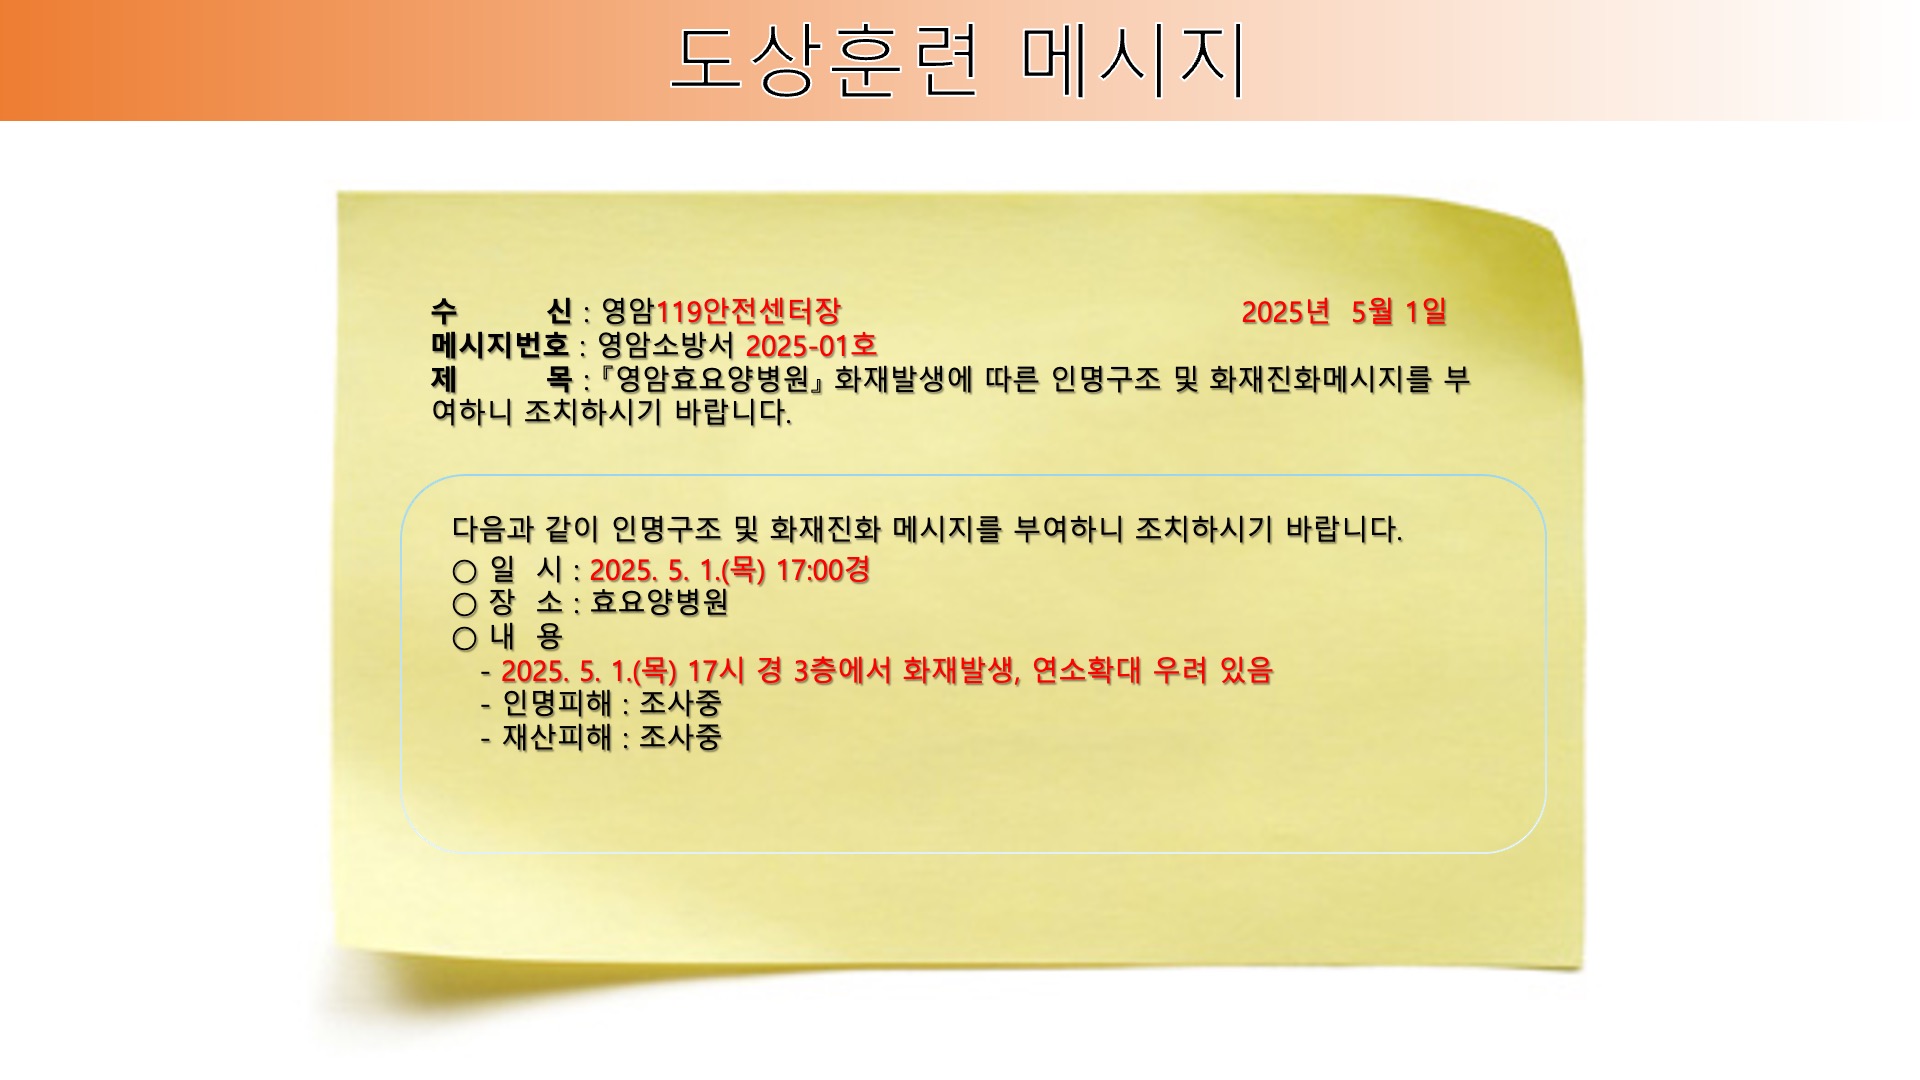 도상훈련 메시지
수 신 : 영암119안전센터장 2025년 5월 1일
메시지번호 : 영암소방서 2025-01호
제 목 : 『영암효요양병원』 화재발생에 따른 인명구조 및 화재진화메시지를 부
여하니 조치하시기 바랍니다.
다음과 같이 인명구조 및 화재진화 메시지를 부여하니 조치하시기 바랍니다.
○ 일 시 : 2025. 5. 1.(목) 17:00경
○ 장 소 : 효요양병원
○ 내 용
- 2025. 5. 1.(목) 17시 경 3층에서 화재발생, 연소확대 우려 있음
- 인명피해 : 조사중
- 재산피해 : 조사중